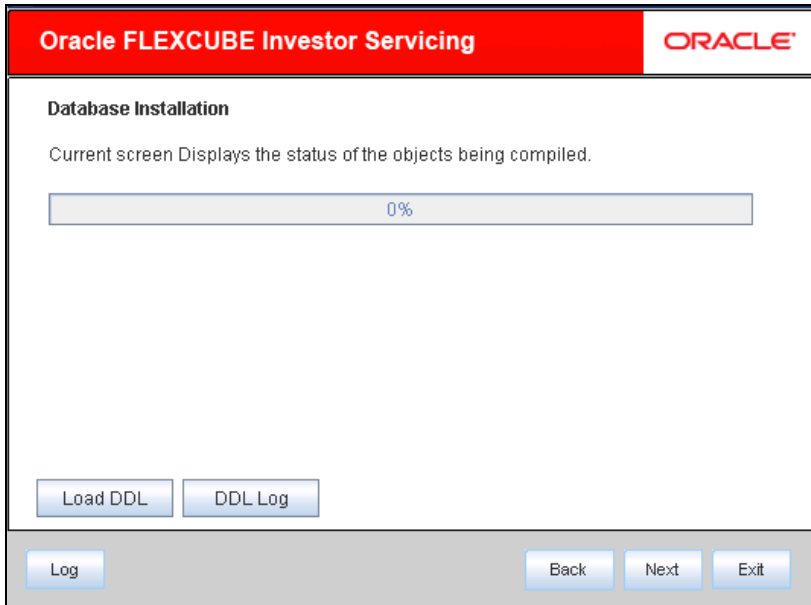 Oracle FLEXCUBE Investor Servicing
ORACLE'
Database Installation
Current screen Displays the status of the objects being compiled.
0%
Load DDL
DDL Log
Log
Back
Next
Exit